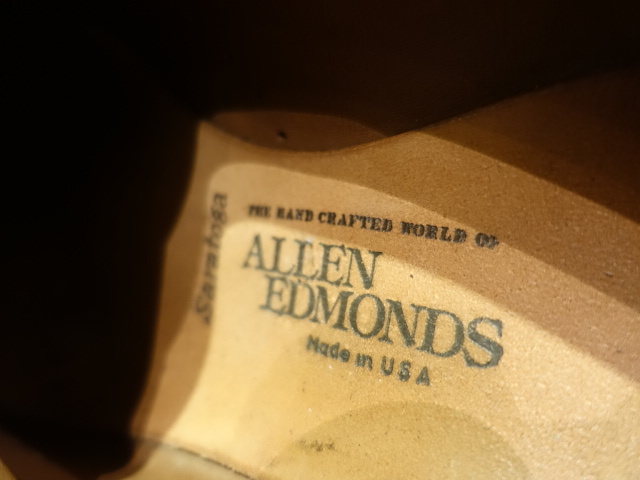 THE HAND CRAFTED WORLD OF
ALLEN
EDMONDS
Made in USA
Saratoga